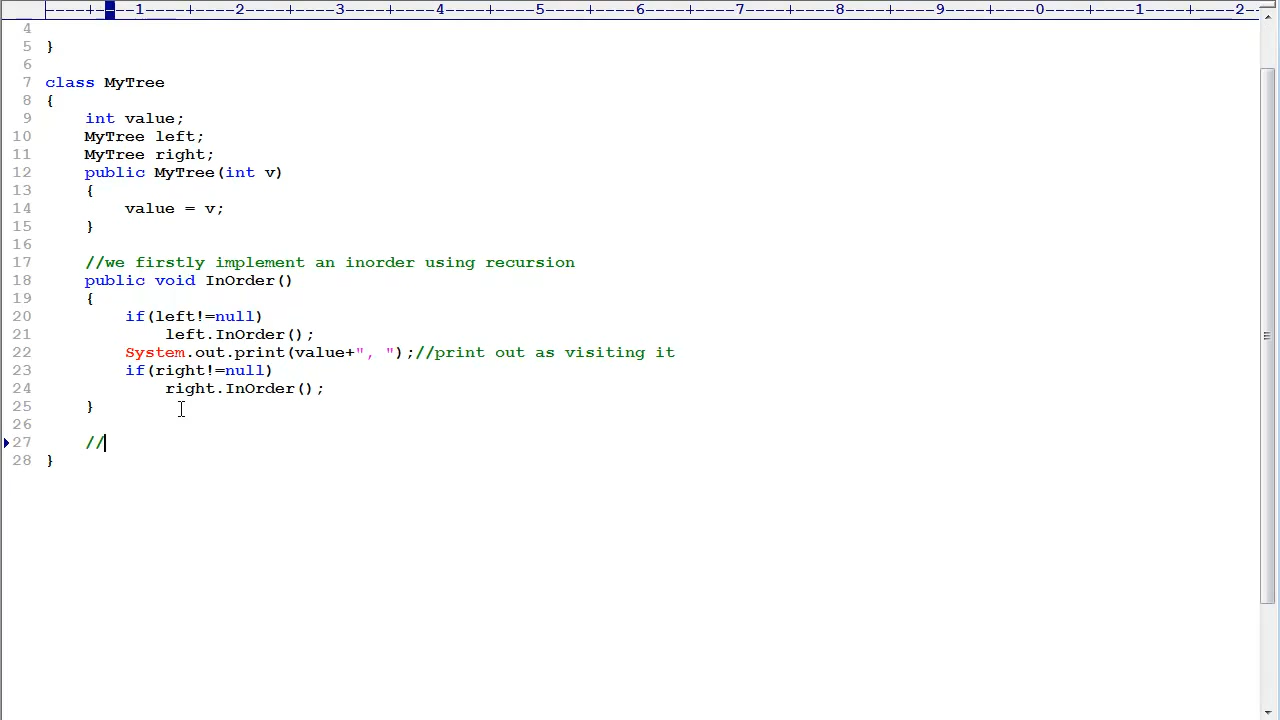 ----+----1----+----2----+----3----+----4----+----5----+----6----+----7----+----8----+----9----+----0----+----1----+----2-
4
5 }
6
7 class MyTree
8 {
9     int value;
10     MyTree left;
11     MyTree right;
12     public MyTree(int v)
13     {
14         value = v;
15     }
16
17     //we firstly implement an inorder using recursion
18     public void InOrder()
19     {
20         if(left!=null)
21             left.InOrder();
22         System.out.print(value+", ");//print out as visiting it
23         if(right!=null)
24             right.InOrder();
25     }
26
27     //
28 }